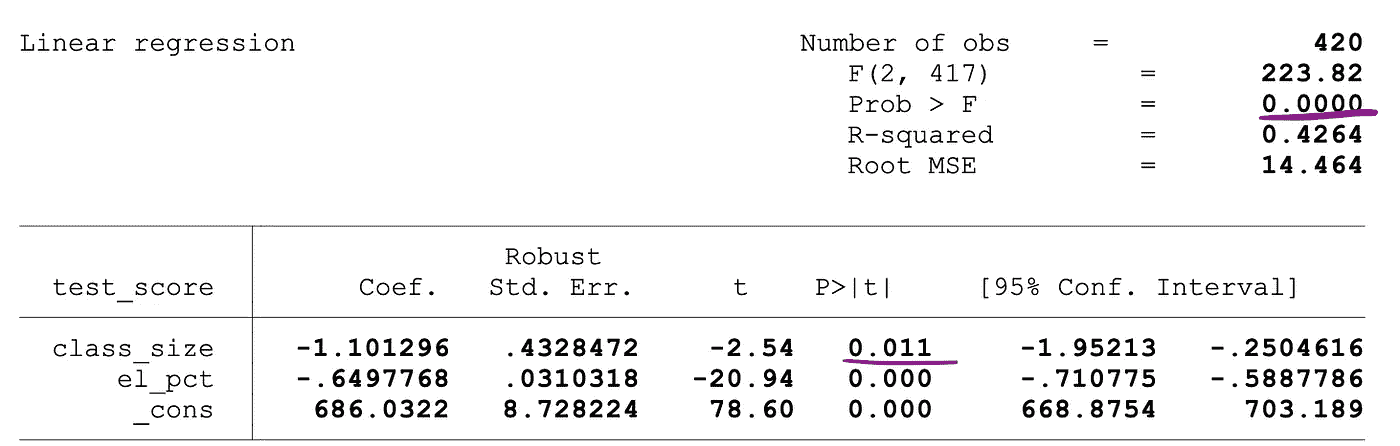 Linear regression Number of obs = 420
F(2, 417) = 223.82
Prob > F = 0.0000
R-squared = 0.4264
Root MSE = 14.464
Robust
test_score Coef. Std. Err. t P>|t| [95% Conf. Interval]
class_size -1.101296 .4328472 -2.54 0.011 -1.95213 -.2504616
el_pct -.6497768 .0310318 -20.94 0.000 -.710775 -.5887786
_cons 686.0322 8.728224 78.60 0.000 668.8754 703.189